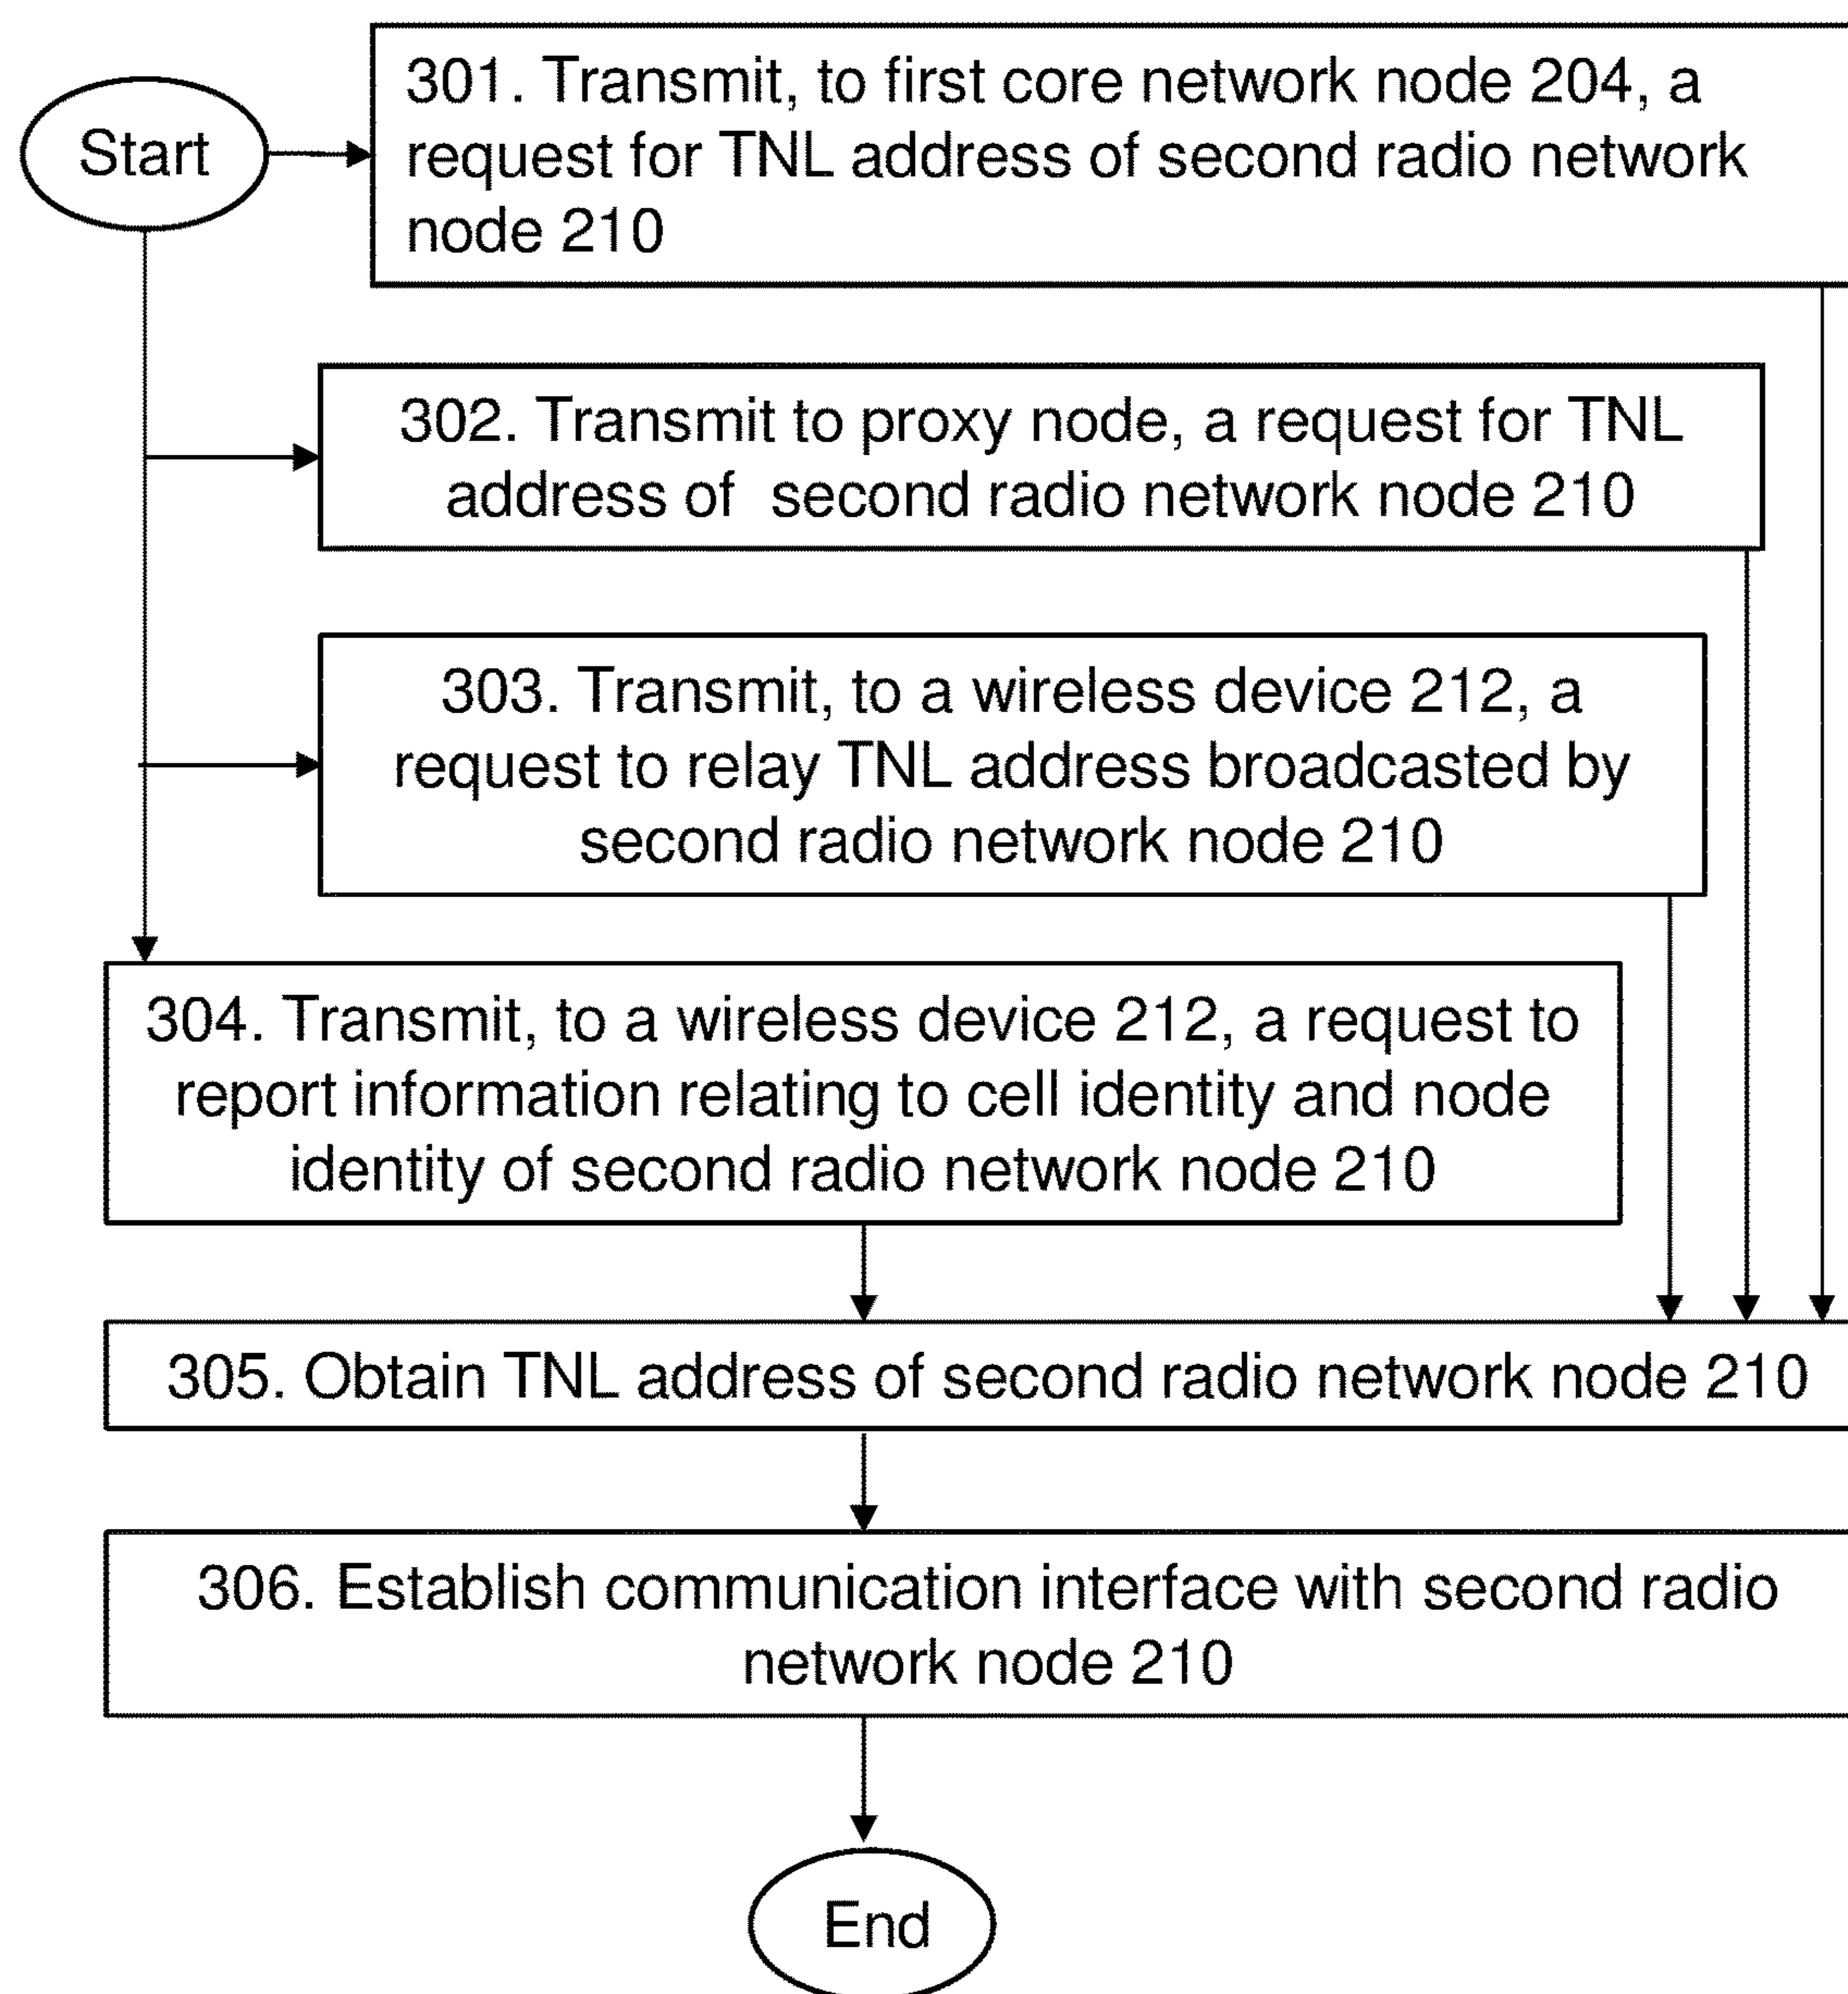 Start
301. Transmit, to first core network node 204, a
request for TNL address of second radio network
node 210
302. Transmit to proxy node, a request for TNL
address of second radio network node 210
303. Transmit, to a wireless device 212, a
request to relay TNL address broadcasted by
second radio network node 210
304. Transmit, to a wireless device 212, a request to
report information relating to cell identity and node
identity of second radio network node 210
305. Obtain TNL address of second radio network node 210
306. Establish communication interface with second radio
network node 210
End